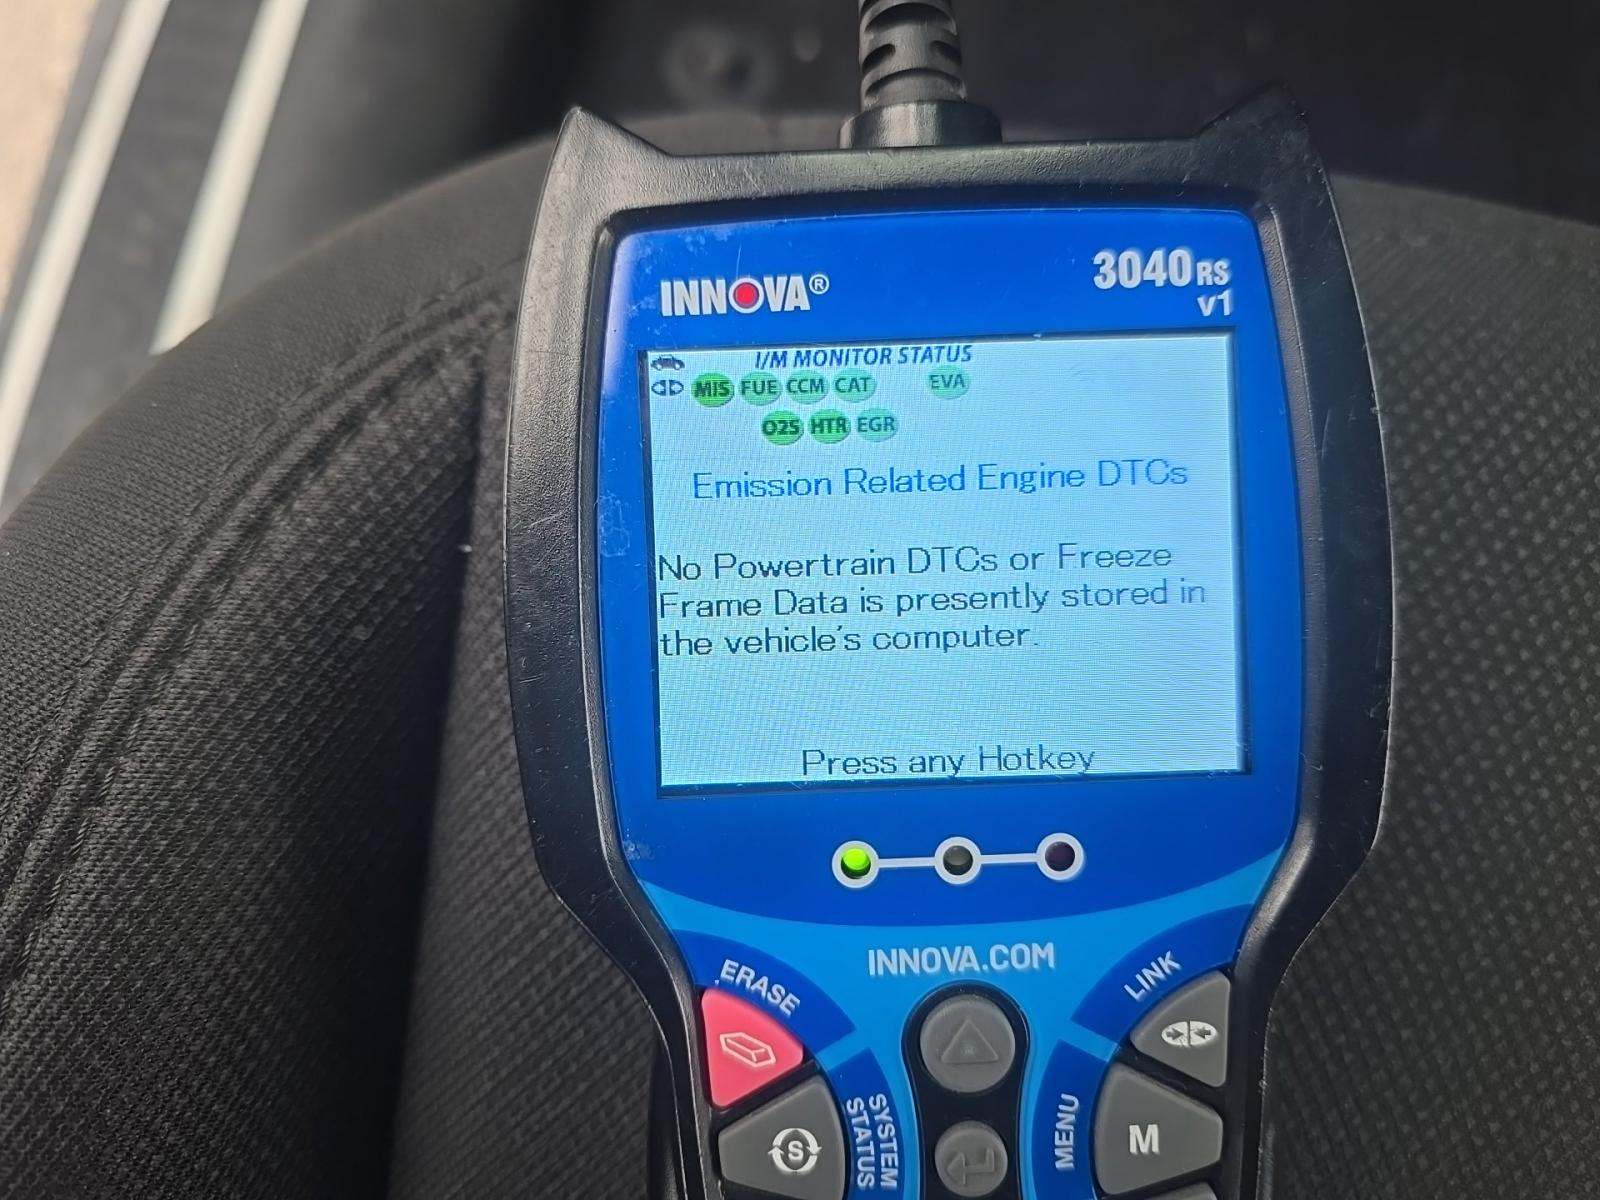 INNOVA®
3040RS
v1
I/M MONITOR STATUS
MIS FUE CCM CAT EVA
O2S HTR EGR
Emission Related Engine DTCs
No Powertrain DTCs or Freeze
Frame Data is presently stored in
the vehicle's computer.
Press any Hotkey
INNOVA.COM
ERASE
LINK
SYSTEM
STATUS
S
MENU
M